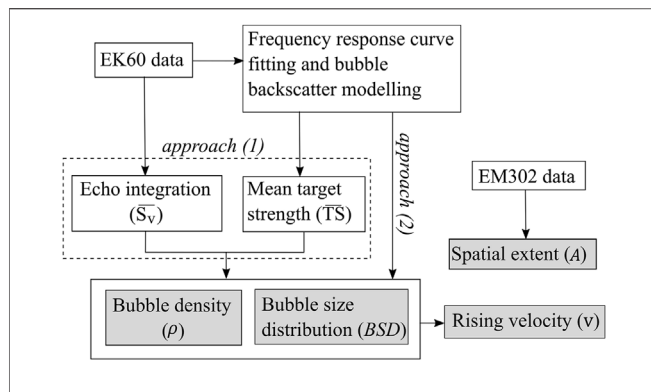 EK60 data
Frequency response curve
fitting and bubble
backscatter modelling
approach (1)
approach (2)
Echo integration
(S̅v̅)
Mean target
strength (T̅S̅)
EM302 data
Spatial extent (A)
Bubble density
(ρ)
Bubble size
distribution (BSD)
Rising velocity (v)